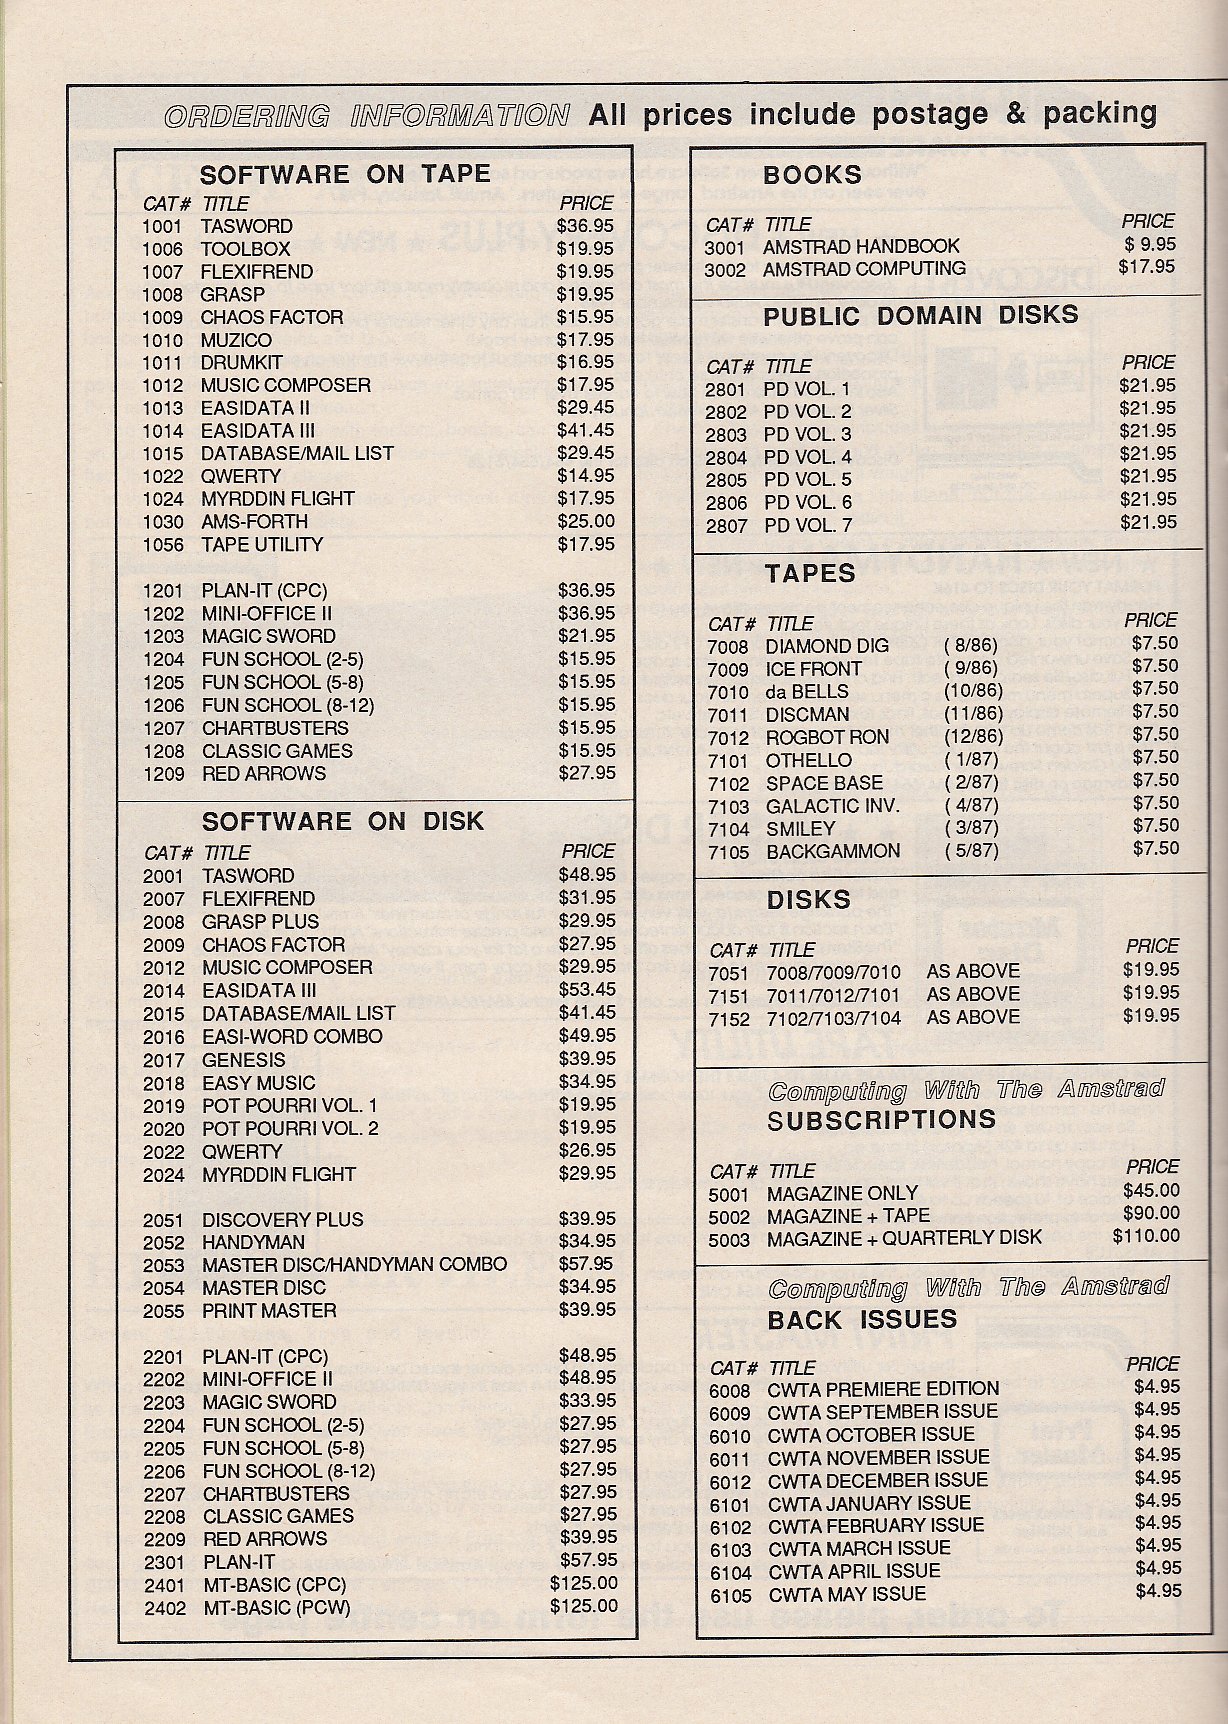 ORDERING INFORMATION All prices include postage & packing
SOFTWARE ON TAPE
CAT# TITLE PRICE
1001 TASWORD $36.95
1006 TOOLBOX $19.95
1007 FLEXIFREND $19.95
1008 GRASP $19.95
1009 CHAOS FACTOR $15.95
1010 MUZICO $17.95
1011 DRUMKIT $16.95
1012 MUSIC COMPOSER $17.95
1013 EASIDATA II $29.45
1014 EASIDATA III $41.45
1015 DATABASE/MAIL LIST $29.45
1022 QWERTY $14.95
1024 MYRDDIN FLIGHT $17.95
1030 AMS-FORTH $25.00
1056 TAPE UTILITY $17.95
1201 PLAN-IT (CPC) $36.95
1202 MINI-OFFICE II $36.95
1203 MAGIC SWORD $21.95
1204 FUN SCHOOL (2-5) $15.95
1205 FUN SCHOOL (5-8) $15.95
1206 FUN SCHOOL (8-12) $15.95
1207 CHARTBUSTERS $15.95
1208 CLASSIC GAMES $15.95
1209 RED ARROWS $27.95
SOFTWARE ON DISK
CAT# TITLE PRICE
2001 TASWORD $48.95
2007 FLEXIFREND $31.95
2008 GRASP PLUS $29.95
2009 CHAOS FACTOR $27.95
2012 MUSIC COMPOSER $29.95
2014 EASIDATA III $53.45
2015 DATABASE/MAIL LIST $41.45
2016 EASI-WORD COMBO $49.95
2017 GENESIS $39.95
2018 EASY MUSIC $34.95
2019 POT POURRI VOL. 1 $19.95
2020 POT POURRI VOL. 2 $19.95
2022 QWERTY $26.95
2024 MYRDDIN FLIGHT $29.95
2051 DISCOVERY PLUS $39.95
2052 HANDYMAN $34.95
2053 MASTER DISC/HANDYMAN COMBO $57.95
2054 MASTER DISC $34.95
2055 PRINT MASTER $39.95
2201 PLAN-IT (CPC) $48.95
2202 MINI-OFFICE II $48.95
2203 MAGIC SWORD $33.95
2204 FUN SCHOOL (2-5) $27.95
2205 FUN SCHOOL (5-8) $27.95
2206 FUN SCHOOL (8-12) $27.95
2207 CHARTBUSTERS $27.95
2208 CLASSIC GAMES $27.95
2209 RED ARROWS $39.95
2301 PLAN-IT $57.95
2401 MT-BASIC (CPC) $125.00
2402 MT-BASIC (PCW) $125.00
BOOKS
CAT# TITLE PRICE
3001 AMSTRAD HANDBOOK $ 9.95
3002 AMSTRAD COMPUTING $17.95
PUBLIC DOMAIN DISKS
CAT# TITLE PRICE
2801 PD VOL. 1 $21.95
2802 PD VOL. 2 $21.95
2803 PD VOL. 3 $21.95
2804 PD VOL. 4 $21.95
2805 PD VOL. 5 $21.95
2806 PD VOL. 6 $21.95
2807 PD VOL. 7 $21.95
TAPES
CAT# TITLE PRICE
7008 DIAMOND DIG ( 8/86) $7.50
7009 ICE FRONT ( 9/86) $7.50
7010 da BELLS (10/86) $7.50
7011 DISCMAN (11/86) $7.50
7012 ROGBOT RON (12/86) $7.50
7101 OTHELLO ( 1/87) $7.50
7102 SPACE BASE ( 2/87) $7.50
7103 GALACTIC INV. ( 4/87) $7.50
7104 SMILEY ( 3/87) $7.50
7105 BACKGAMMON ( 5/87) $7.50
DISKS
CAT# TITLE PRICE
7051 7008/7009/7010 AS ABOVE $19.95
7151 7011/7012/7101 AS ABOVE $19.95
7152 7102/7103/7104 AS ABOVE $19.95
Computing With The Amstrad
SUBSCRIPTIONS
CAT# TITLE PRICE
5001 MAGAZINE ONLY $45.00
5002 MAGAZINE + TAPE $90.00
5003 MAGAZINE + QUARTERLY DISK $110.00
Computing With The Amstrad
BACK ISSUES
CAT# TITLE PRICE
6008 CWTA PREMIERE EDITION $4.95
6009 CWTA SEPTEMBER ISSUE $4.95
6010 CWTA OCTOBER ISSUE $4.95
6011 CWTA NOVEMBER ISSUE $4.95
6012 CWTA DECEMBER ISSUE $4.95
6101 CWTA JANUARY ISSUE $4.95
6102 CWTA FEBRUARY ISSUE $4.95
6103 CWTA MARCH ISSUE $4.95
6104 CWTA APRIL ISSUE $4.95
6105 CWTA MAY ISSUE $4.95